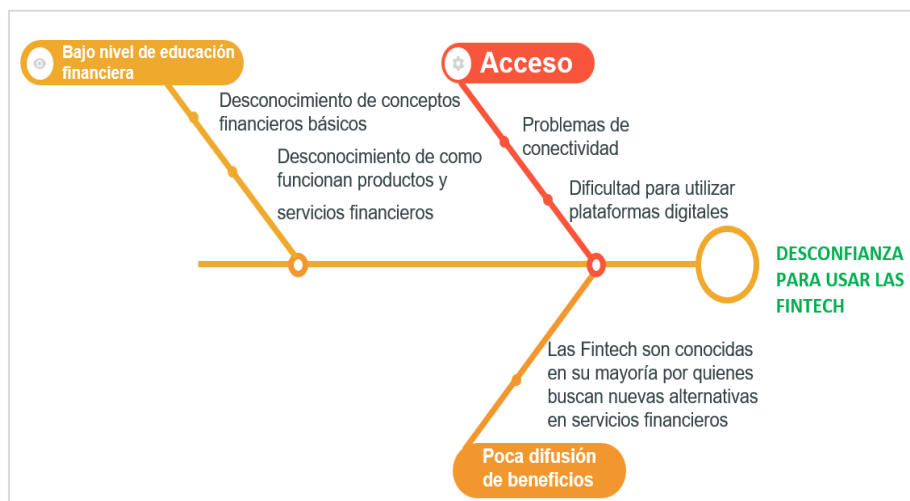 Bajo nivel de educación
financiera
Desconocimiento de conceptos
financieros básicos
Desconocimiento de como
funcionan productos y
servicios financieros
Acceso
Problemas de
conectividad
Dificultad para utilizar
plataformas digitales
DESCONFIANZA
PARA USAR LAS
FINTECH
Las Fintech son conocidas
en su mayoría por quienes
buscan nuevas alternativas
en servicios financieros
Poca difusión
de beneficios